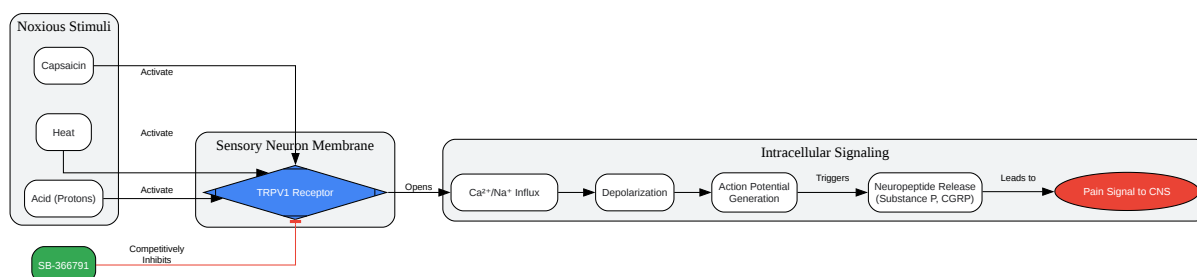 Noxious Stimuli
Capsaicin
Activate
Heat
Activate
Acid (Protons)
Activate
SB-366791
Competitively
Inhibits
Sensory Neuron Membrane
TRPV1 Receptor
Opens
Intracellular Signaling
Ca²⁺/Na⁺ Influx
Depolarization
Action Potential
Generation
Triggers
Neuropeptide Release
(Substance P, CGRP)
Leads to
Pain Signal to CNS